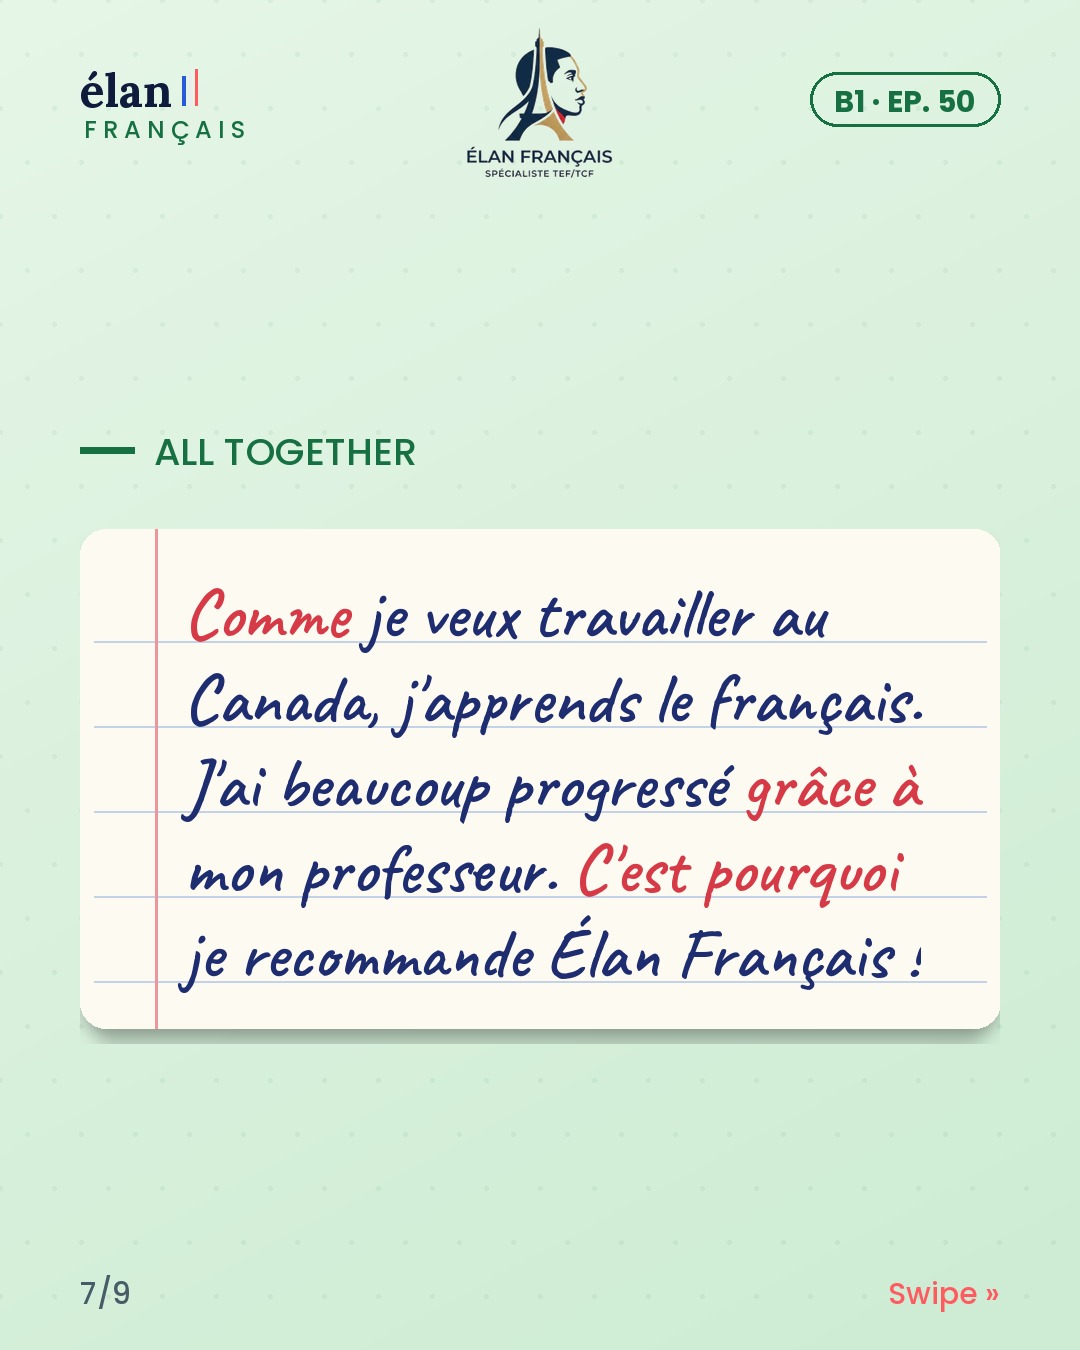 élan
FRANÇAIS
ÉLAN FRANÇAIS
SPÉCIALISTE TEF/TCF
B1 · EP. 50
ALL TOGETHER
Comme je veux travailler au
Canada, j'apprends le français.
J'ai beaucoup progressé grâce à
mon professeur. C'est pourquoi
je recommande Élan Français !
7/9
Swipe »